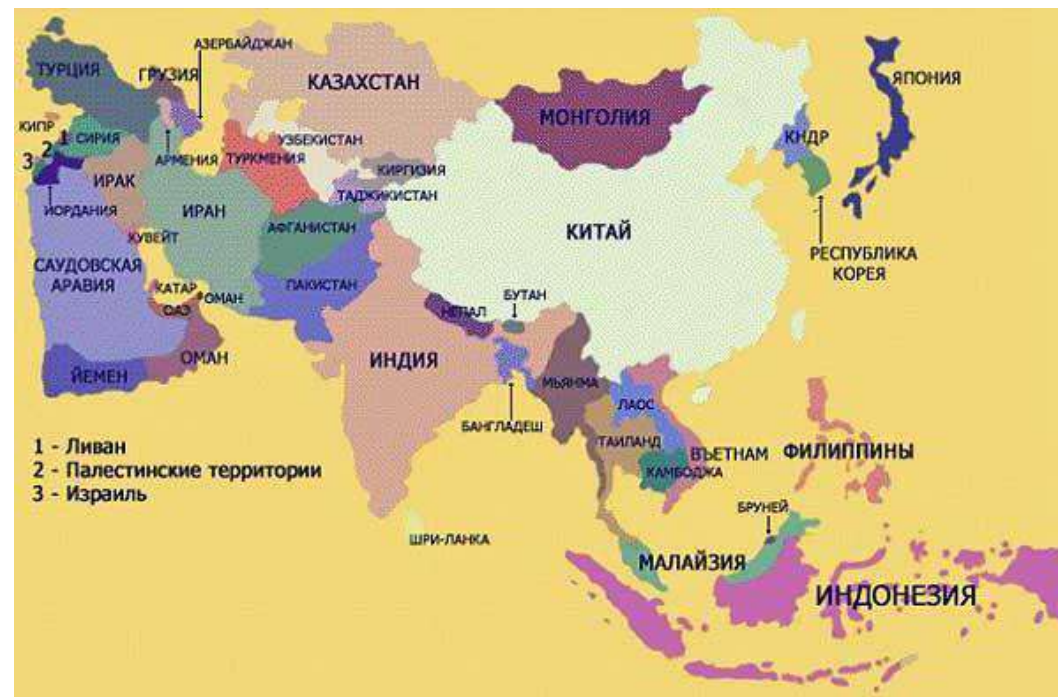 АЗЕРБАЙДЖАН
ТУРЦИЯ
ГРУЗИЯ
КАЗАХСТАН
ЯПОНИЯ
МОНГОЛИЯ
КИПР
1
СИРИЯ
2
3
АРМЕНИЯ
ТУРКМЕНИЯ
УЗБЕКИСТАН
КНДР
КИРГИЗИЯ
ИРАК
ТАДЖИКИСТАН
ЙОРДАНИЯ
ИРАН
АФГАНИСТАН
КИТАЙ
КУВЕЙТ
РЕСПУБЛИКА
КОРЕЯ
САУДОВСКАЯ
АРАВИЯ
КАТАР
ОМАН
ПАКИСТАН
ОАЭ
НЕПАЛ
БУТАН
ОМАН
ИНДИЯ
ЙЕМЕН
МЬЯНМА
ЛАОС
БАНГЛАДЕШ
ТАИЛАНД
ВЪЕТНАМ
ФИЛИППИНЫ
КАМБОДЖА
1 - Ливан
2 - Палестинские территории
3 - Израиль
БРУНЕЙ
ШРИ-ЛАНКА
МАЛАЙЗИЯ
ИНДОНЕЗИЯ